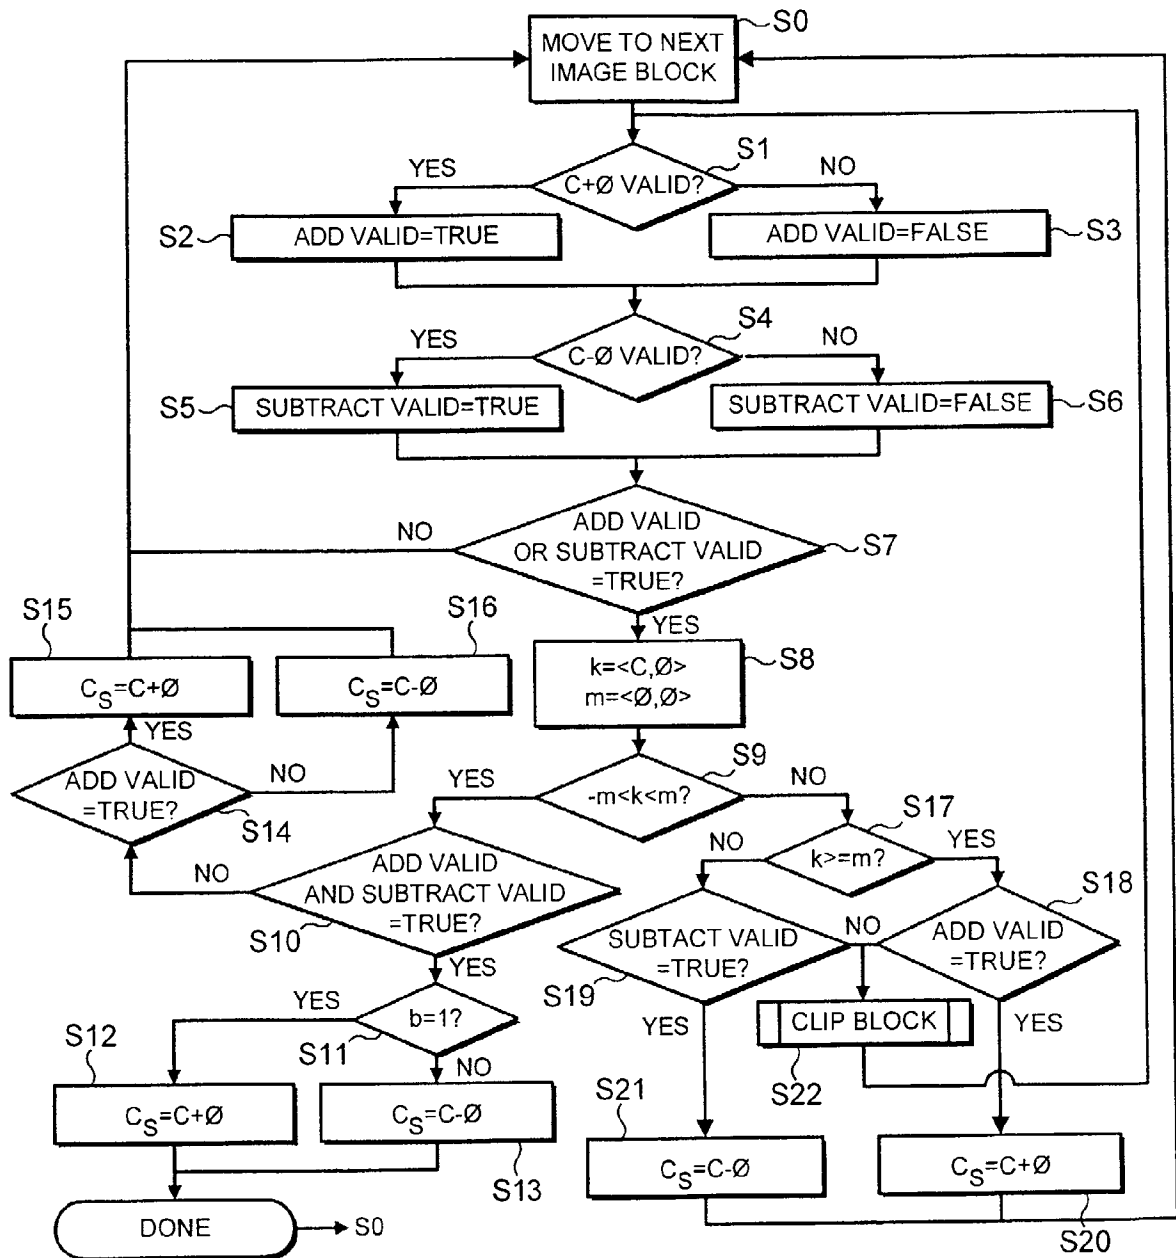 S0
MOVE TO NEXT
IMAGE BLOCK
S1
YES
C+Ø VALID?
NO
S2
ADD VALID=TRUE
ADD VALID=FALSE
S3
S4
YES
C-Ø VALID?
NO
S5
SUBTRACT VALID=TRUE
SUBTRACT VALID=FALSE
S6
NO
ADD VALID
OR SUBTRACT VALID
=TRUE?
S7
YES
S15
S16
CS=C+Ø
CS=C-Ø
k=<C,Ø>
m=<Ø,Ø>
S8
YES
ADD VALID
=TRUE?
NO
S14
S9
YES
-m<k<m?
NO
S17
NO
k>=m?
YES
NO
ADD VALID
AND SUBTRACT VALID
=TRUE?
S10
YES
S18
SUBTACT VALID
=TRUE?
NO
ADD VALID
=TRUE?
S19
YES
CLIP BLOCK
YES
S22
YES
b=1?
S11
NO
S12
CS=C+Ø
CS=C-Ø
S13
S21
CS=C-Ø
CS=C+Ø
S20
DONE
S0